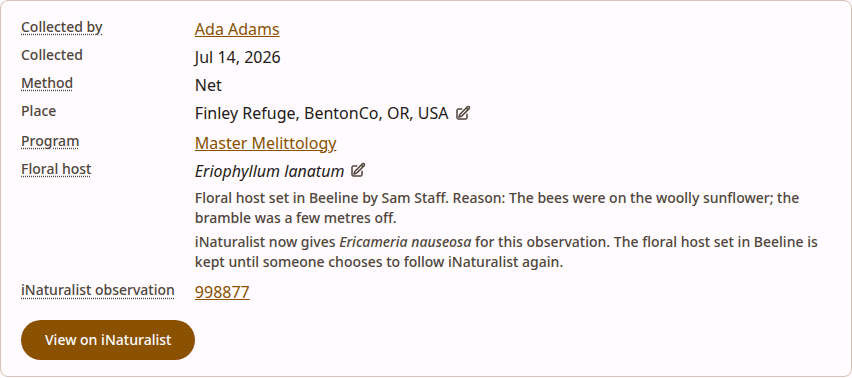 Collected by Ada Adams
Collected Jul 14, 2026
Method Net
Place Finley Refuge, BentonCo, OR, USA
Program Master Melittology
Floral host Eriophyllum lanatum
Floral host set in Beeline by Sam Staff. Reason: The bees were on the woolly sunflower; the
bramble was a few metres off.
iNaturalist now gives Ericameria nauseosa for this observation. The floral host set in Beeline is
kept until someone chooses to follow iNaturalist again.
iNaturalist observation 998877
View on iNaturalist